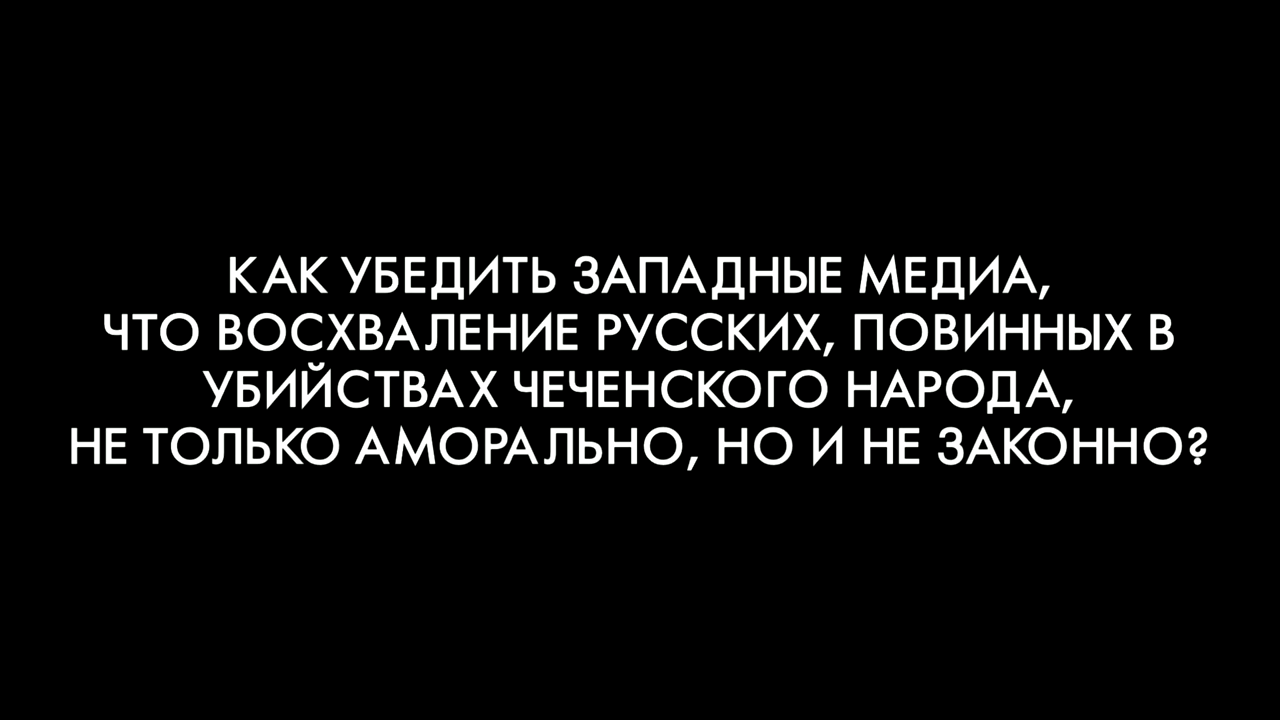 КАК УБЕДИТЬ ЗАПАДНЫЕ МЕДИА,
ЧТО ВОСХВАЛЕНИЕ РУССКИХ, ПОВИННЫХ В
УБИЙСТВАХ ЧЕЧЕНСКОГО НАРОДА,
НЕ ТОЛЬКО АМОРАЛЬНО, НО И НЕ ЗАКОННО?